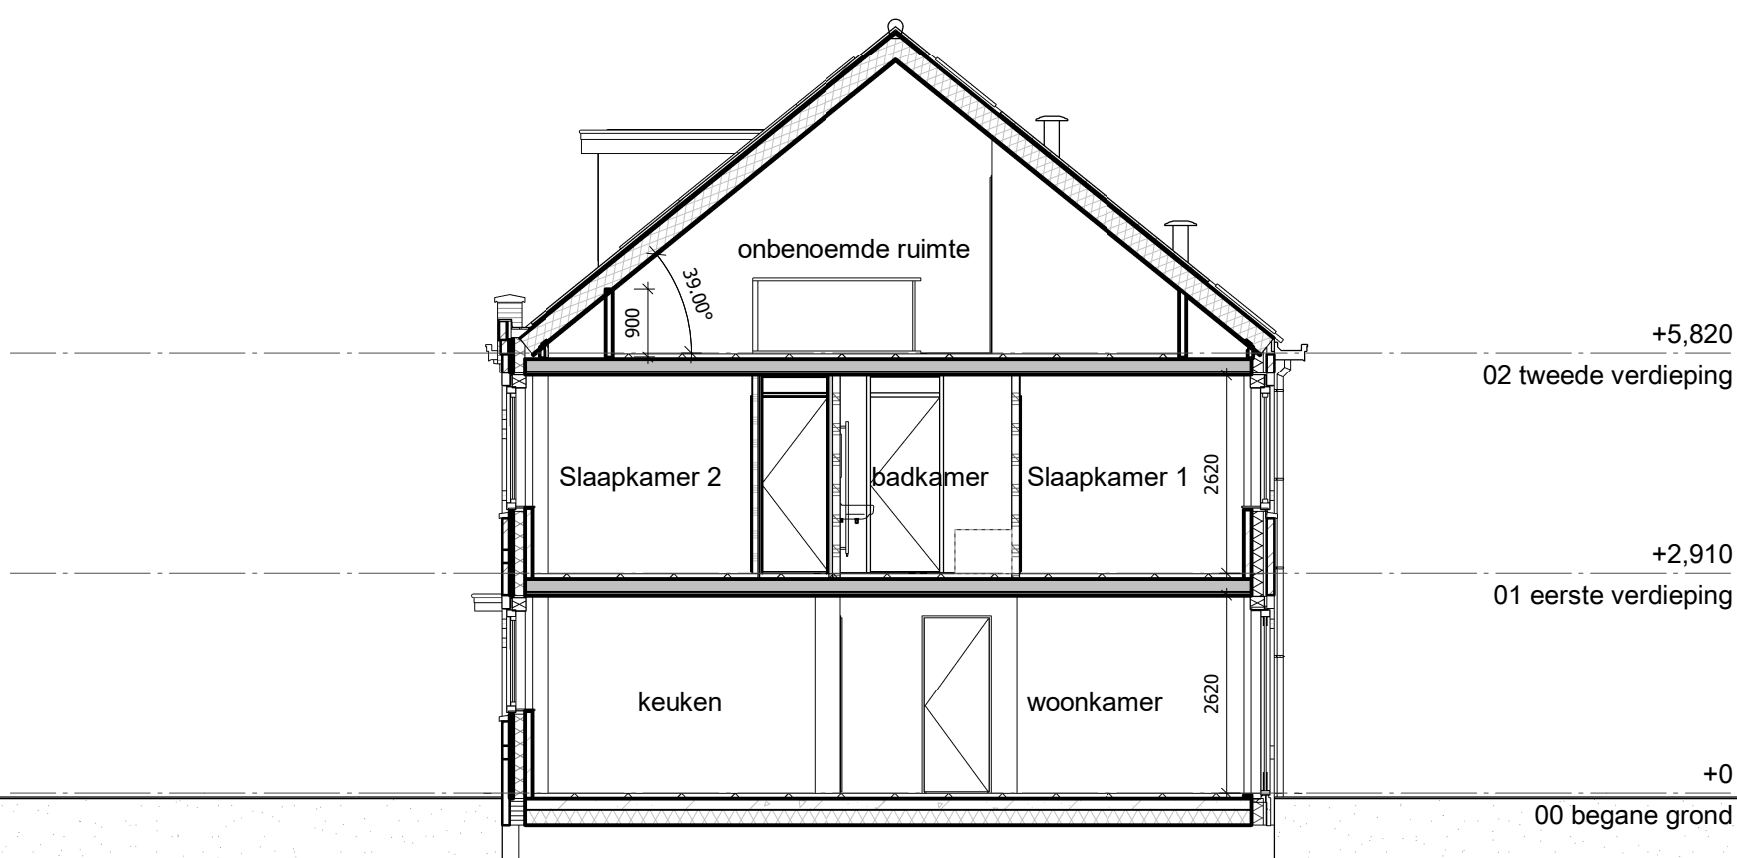 onbenoemde ruimte
39.00°
900
+5,820
02 tweede verdieping
Slaapkamer 2
badkamer
Slaapkamer 1
2620
+2,910
01 eerste verdieping
keuken
woonkamer
2620
+0
00 begane grond